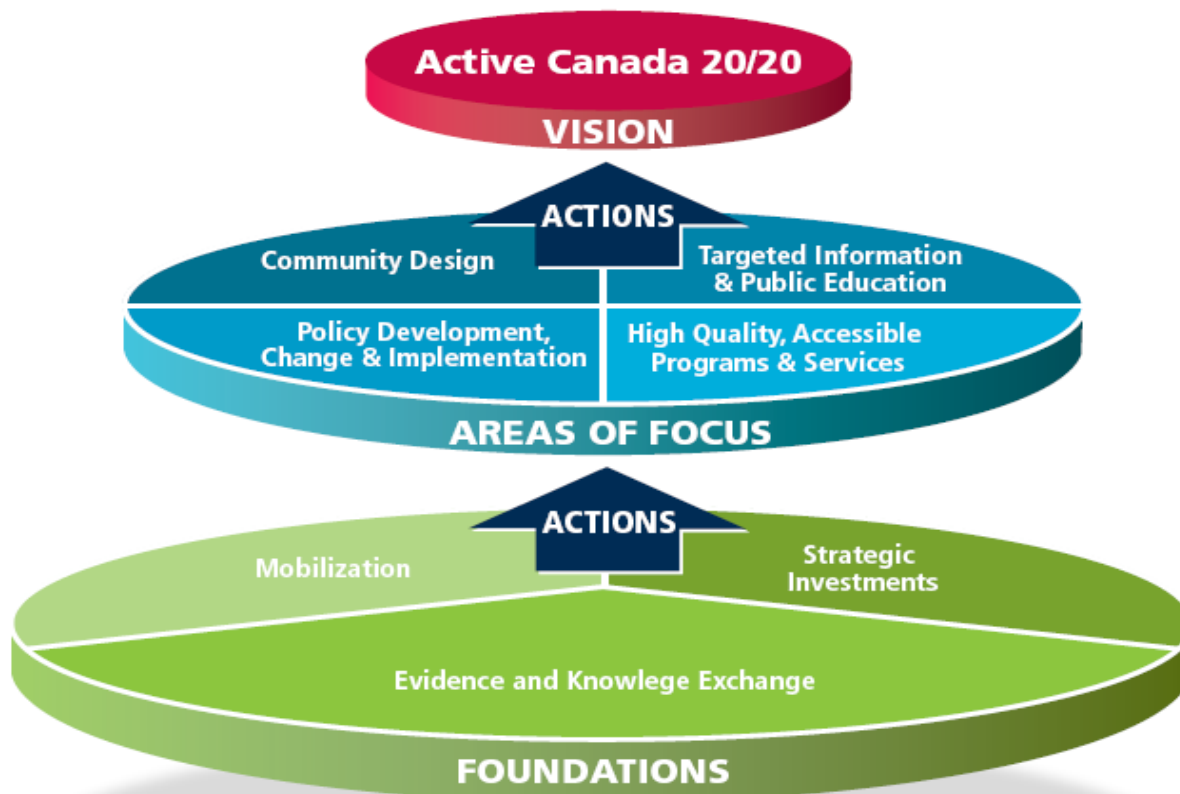 Active Canada 20/20
VISION
ACTIONS
Community Design
Targeted Information
& Public Education
Policy Development,
Change & Implementation
High Quality, Accessible
Programs & Services
AREAS OF FOCUS
ACTIONS
Mobilization
Strategic
Investments
Evidence and Knowlege Exchange
FOUNDATIONS